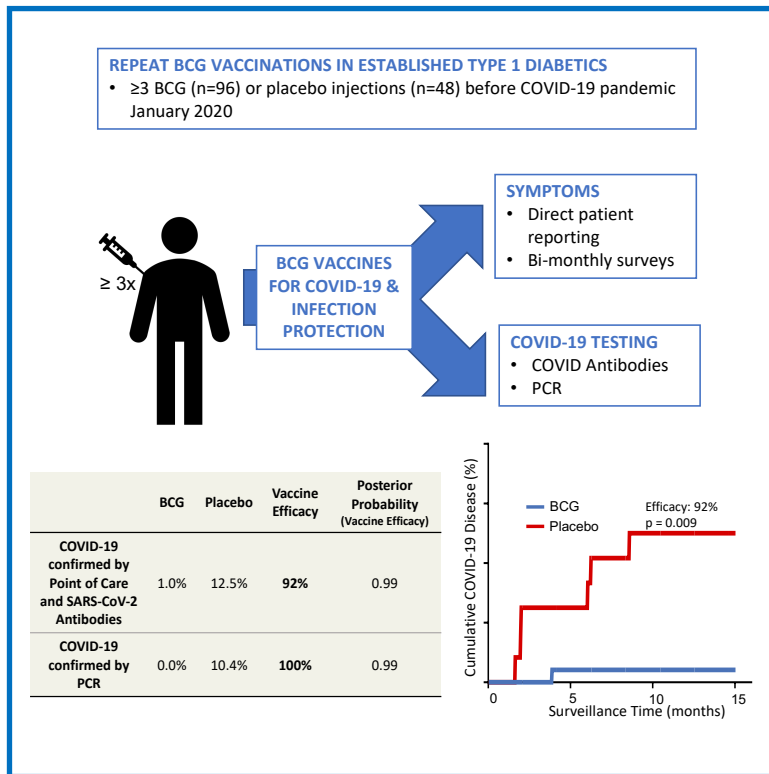 REPEAT BCG VACCINATIONS IN ESTABLISHED TYPE 1 DIABETICS
• ≥3 BCG (n=96) or placebo injections (n=48) before COVID-19 pandemic
January 2020
≥ 3x
BCG VACCINES
FOR COVID-19 &
INFECTION
PROTECTION
SYMPTOMS
• Direct patient
reporting
• Bi-monthly surveys
COVID-19 TESTING
• COVID Antibodies
• PCR
BCG Placebo Vaccine Efficacy Posterior Probability (Vaccine Efficacy)
COVID-19 confirmed by Point of Care and SARS-CoV-2 Antibodies 1.0% 12.5% 92% 0.99
COVID-19 confirmed by PCR 0.0% 10.4% 100% 0.99
Cumulative COVID-19 Disease (%)
BCG
Placebo
Efficacy: 92%
p = 0.009
0 5 10 15
Surveillance Time (months)